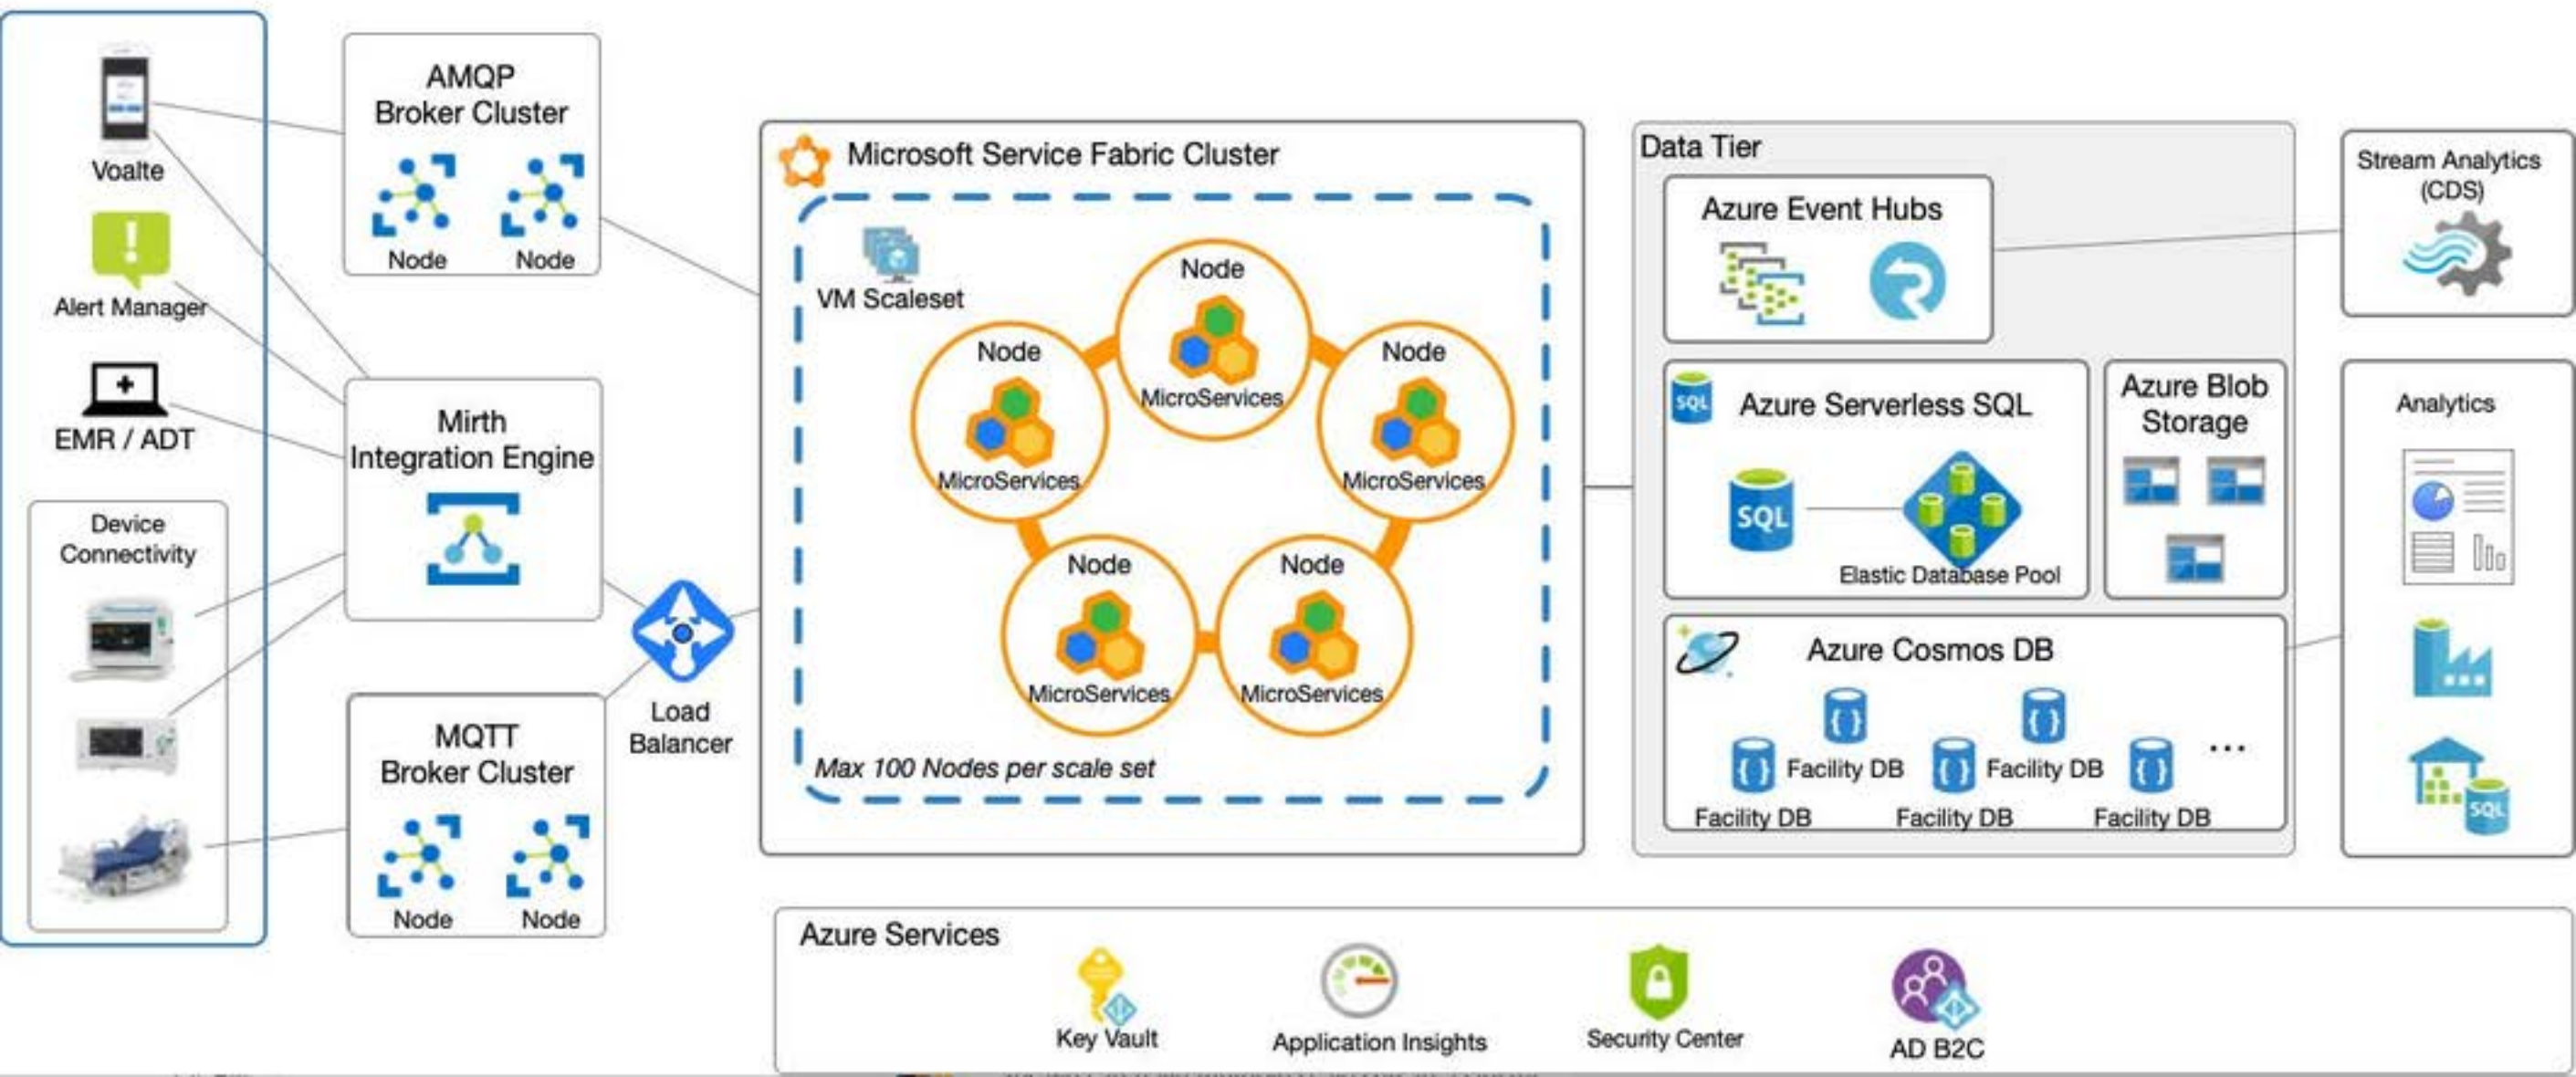 Voalte
Alert Manager
EMR / ADT
Device
Connectivity
AMQP
Broker Cluster
Node
Node
Mirth
Integration Engine
MQTT
Broker Cluster
Node
Node
Load
Balancer
Microsoft Service Fabric Cluster
VM Scaleset
Node
MicroServices
Node
MicroServices
Node
MicroServices
Node
MicroServices
Node
MicroServices
Max 100 Nodes per scale set
Data Tier
Azure Event Hubs
SQL
Azure Serverless SQL
SQL
Elastic Database Pool
Azure Blob
Storage
Azure Cosmos DB
Facility DB
Facility DB
Facility DB
Facility DB
Facility DB
...
Stream Analytics
(CDS)
Analytics
SQL
Azure Services
Key Vault
Application Insights
Security Center
AD B2C